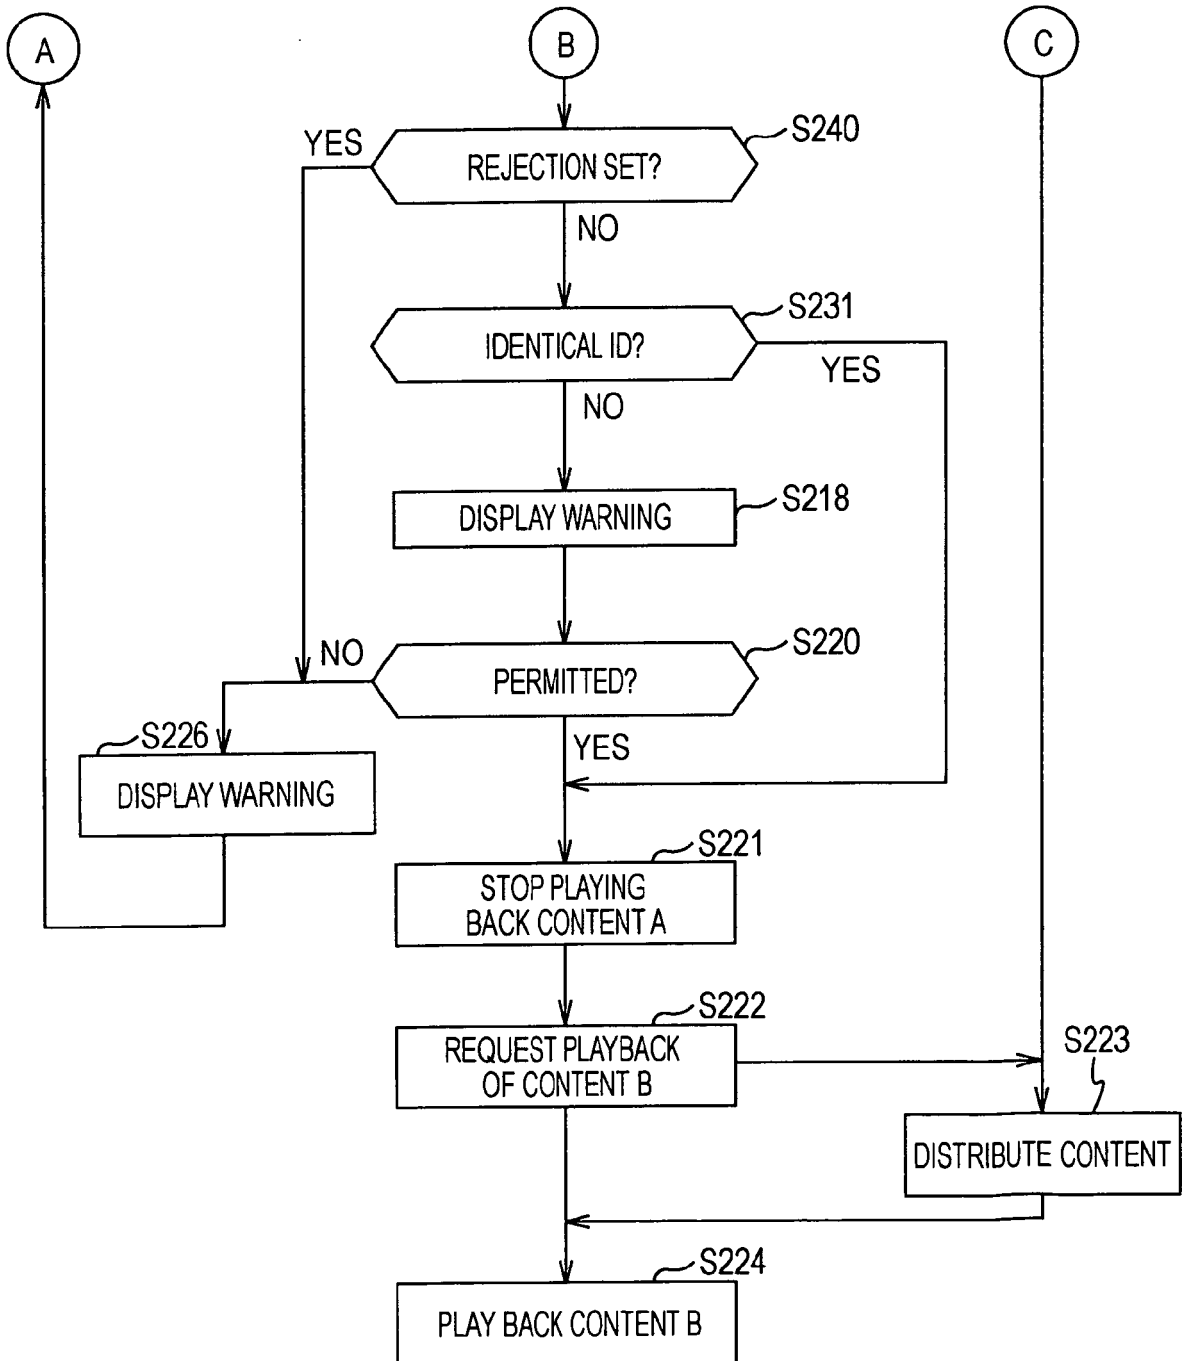 A
B
C
S240
YES
REJECTION SET?
NO
S231
IDENTICAL ID?
YES
NO
S218
DISPLAY WARNING
S220
NO
PERMITTED?
S226
YES
DISPLAY WARNING
S221
STOP PLAYING
BACK CONTENT A
S222
REQUEST PLAYBACK
OF CONTENT B
S223
DISTRIBUTE CONTENT
S224
PLAY BACK CONTENT B